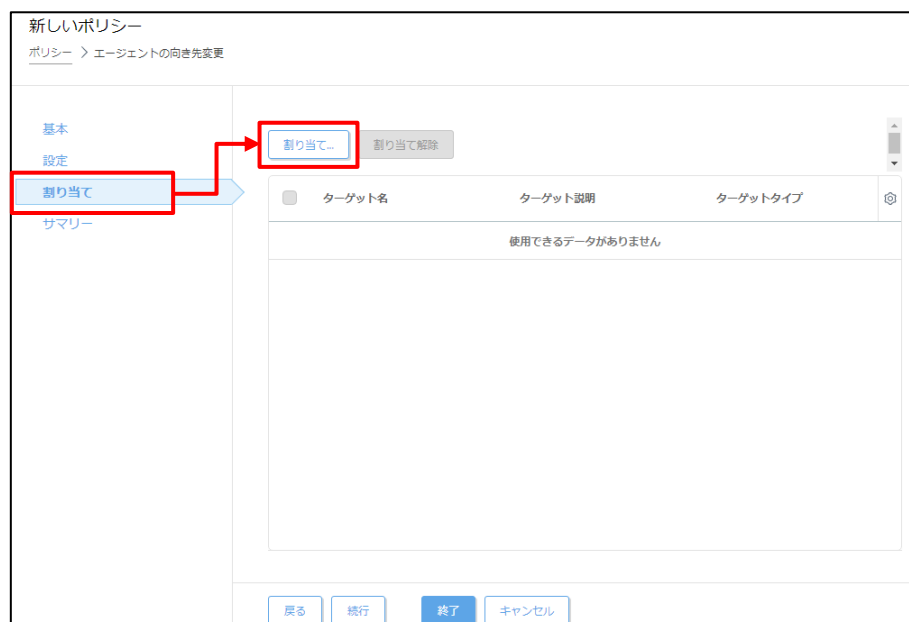 新しいポリシー
ポリシー > エージェントの向き先変更
基本
設定
割り当て
サマリー
割り当て... 割り当て解除
ターゲット名 ターゲット説明 ターゲットタイプ
使用できるデータがありません
戻る 続行 終了 キャンセル